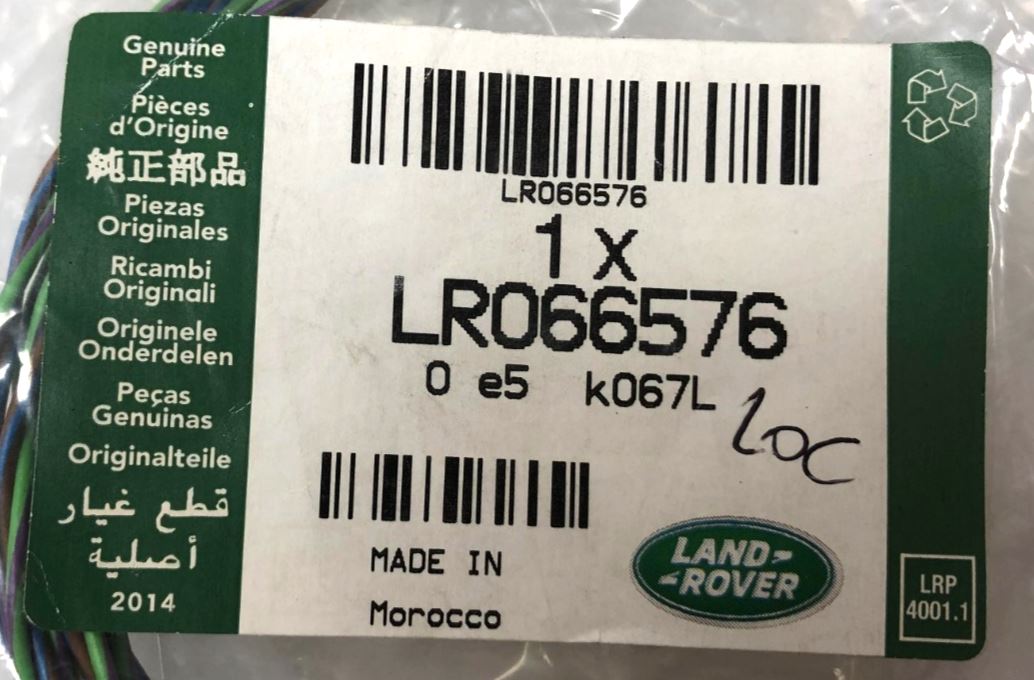 Genuine
Parts
Pièces
d'Origine
純正部品
Piezas
Originales
Ricambi
Originali
Originele
Onderdelen
Peças
Genuinas
Originalteile
قطع غيار
أصلية
2014
LR066576
1 x
LR066576
0 e5 k067L
LOC
MADE IN
Morocco
LAND-
-ROVER
LRP
4001.1